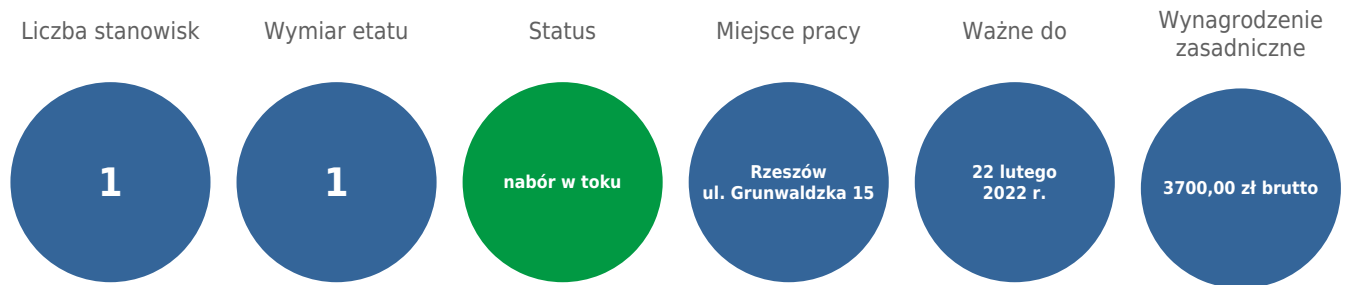 Liczba stanowisk
1
Wymiar etatu
1
Status
nabór w toku
Miejsce pracy
Rzeszów
ul. Grunwaldzka 15
Ważne do
22 lutego
2022 r.
Wynagrodzenie
zasadniczne
3700,00 zł brutto